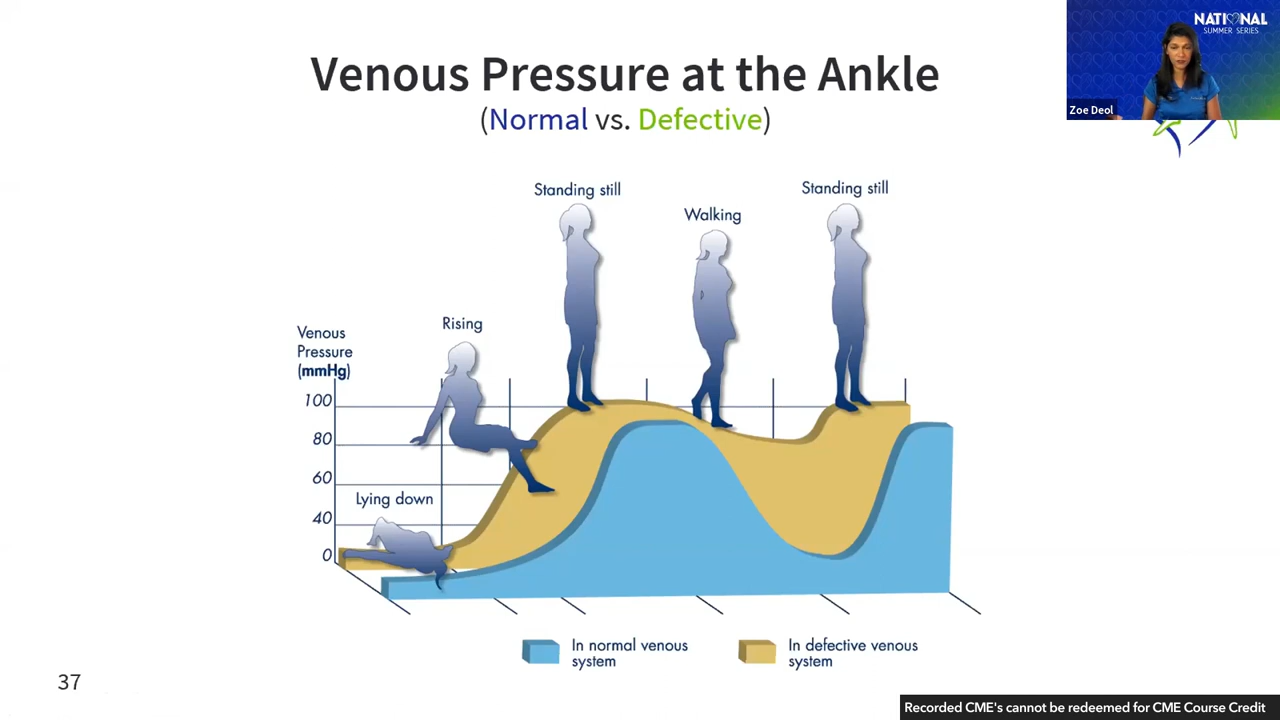 NATIONAL
SUMMER SERIES
Zoe Deol
Venous Pressure at the Ankle
(Normal vs. Defective)
Standing still
Walking
Standing still
Rising
Venous
Pressure
(mmHg)
100
80
60
40
0
Lying down
In normal venous
system
In defective venous
system
37
Recorded CME's cannot be redeemed for CME Course Credit